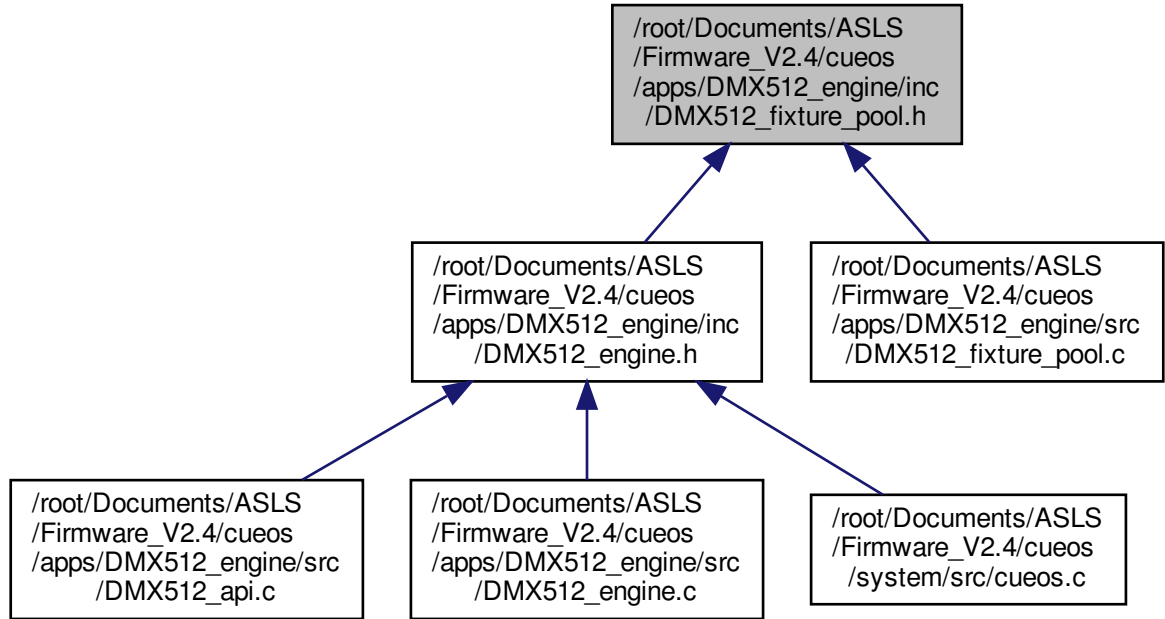 /root/Documents/ASLS
/Firmware_V2.4/cueos
/apps/DMX512_engine/inc
/DMX512_fixture_pool.h
/root/Documents/ASLS
/Firmware_V2.4/cueos
/apps/DMX512_engine/inc
/DMX512_engine.h
/root/Documents/ASLS
/Firmware_V2.4/cueos
/apps/DMX512_engine/src
/DMX512_fixture_pool.c
/root/Documents/ASLS
/Firmware_V2.4/cueos
/apps/DMX512_engine/src
/DMX512_api.c
/root/Documents/ASLS
/Firmware_V2.4/cueos
/apps/DMX512_engine/src
/DMX512_engine.c
/root/Documents/ASLS
/Firmware_V2.4/cueos
/system/src/cueos.c